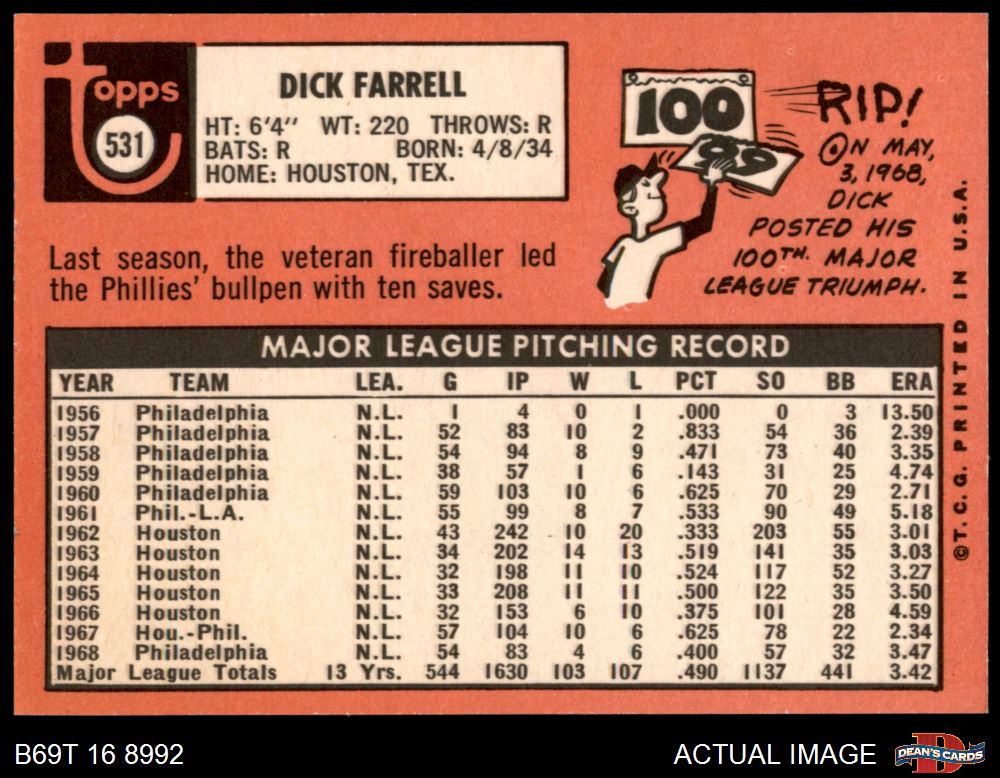 Topps
531
DICK FARRELL
HT: 6'4" WT: 220 THROWS: R
BATS: R BORN: 4/8/34
HOME: HOUSTON, TEX.
Last season, the veteran fireballer led
the Phillies' bullpen with ten saves.
100
99
RIP!
ON MAY,
3, 1968,
DICK
POSTED HIS
100TH. MAJOR
LEAGUE TRIUMPH.
©T.C.G. PRINTED IN U.S.A.
MAJOR LEAGUE PITCHING RECORD
YEAR TEAM LEA. G IP W L PCT SO BB ERA
1956 Philadelphia N.L. 1 4 0 1 .000 0 3 13.50
1957 Philadelphia N.L. 52 83 10 2 .833 54 36 2.39
1958 Philadelphia N.L. 54 94 8 9 .471 73 40 3.35
1959 Philadelphia N.L. 38 57 1 6 .143 31 25 4.74
1960 Philadelphia N.L. 59 103 10 6 .625 70 29 2.71
1961 Phil.-L.A. N.L. 55 99 8 7 .533 90 49 5.18
1962 Houston N.L. 43 242 10 20 .333 203 55 3.01
1963 Houston N.L. 34 202 14 13 .519 141 35 3.03
1964 Houston N.L. 32 198 11 10 .524 117 52 3.27
1965 Houston N.L. 33 208 11 11 .500 122 35 3.50
1966 Houston N.L. 32 153 6 10 .375 101 28 4.59
1967 Hou.-Phil. N.L. 57 104 10 6 .625 78 22 2.34
1968 Philadelphia N.L. 54 83 4 6 .400 57 32 3.47
Major League Totals 13 Yrs. 544 1630 103 107 .490 1137 441 3.42
B69T 16 8992
ACTUAL IMAGE
D
DEAN'S CARDS